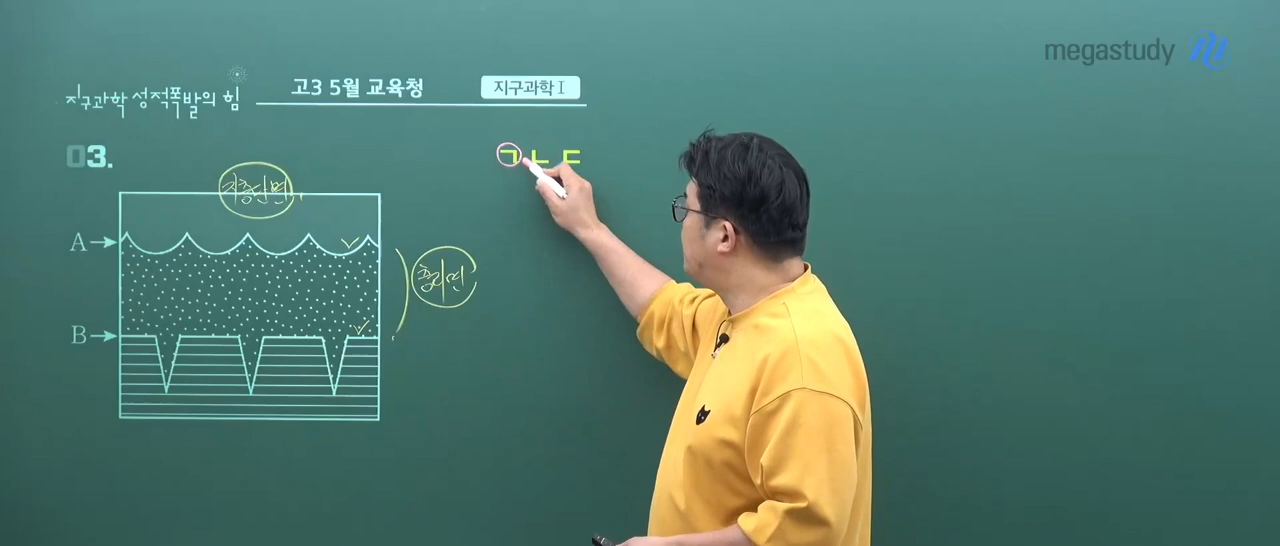 megastudy
지구과학 성적폭발의 힘
고3 5월 교육청
지구과학 I
03.
ㄱ ㄴ ㄷ
지층단면
A
층리면
B